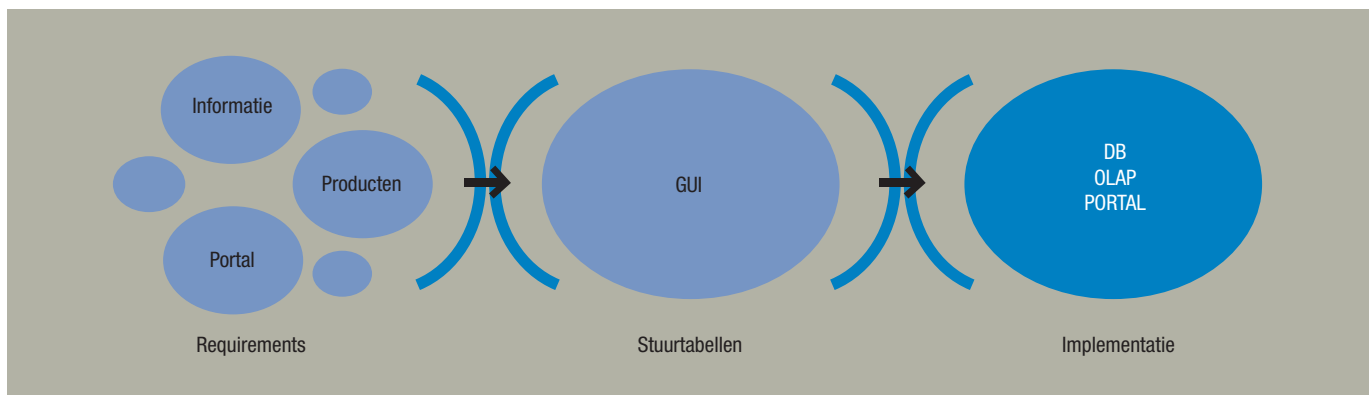 Informatie
Producten
Portal
Requirements
GUI
Stuurtabellen
DB
OLAP
PORTAL
Implementatie